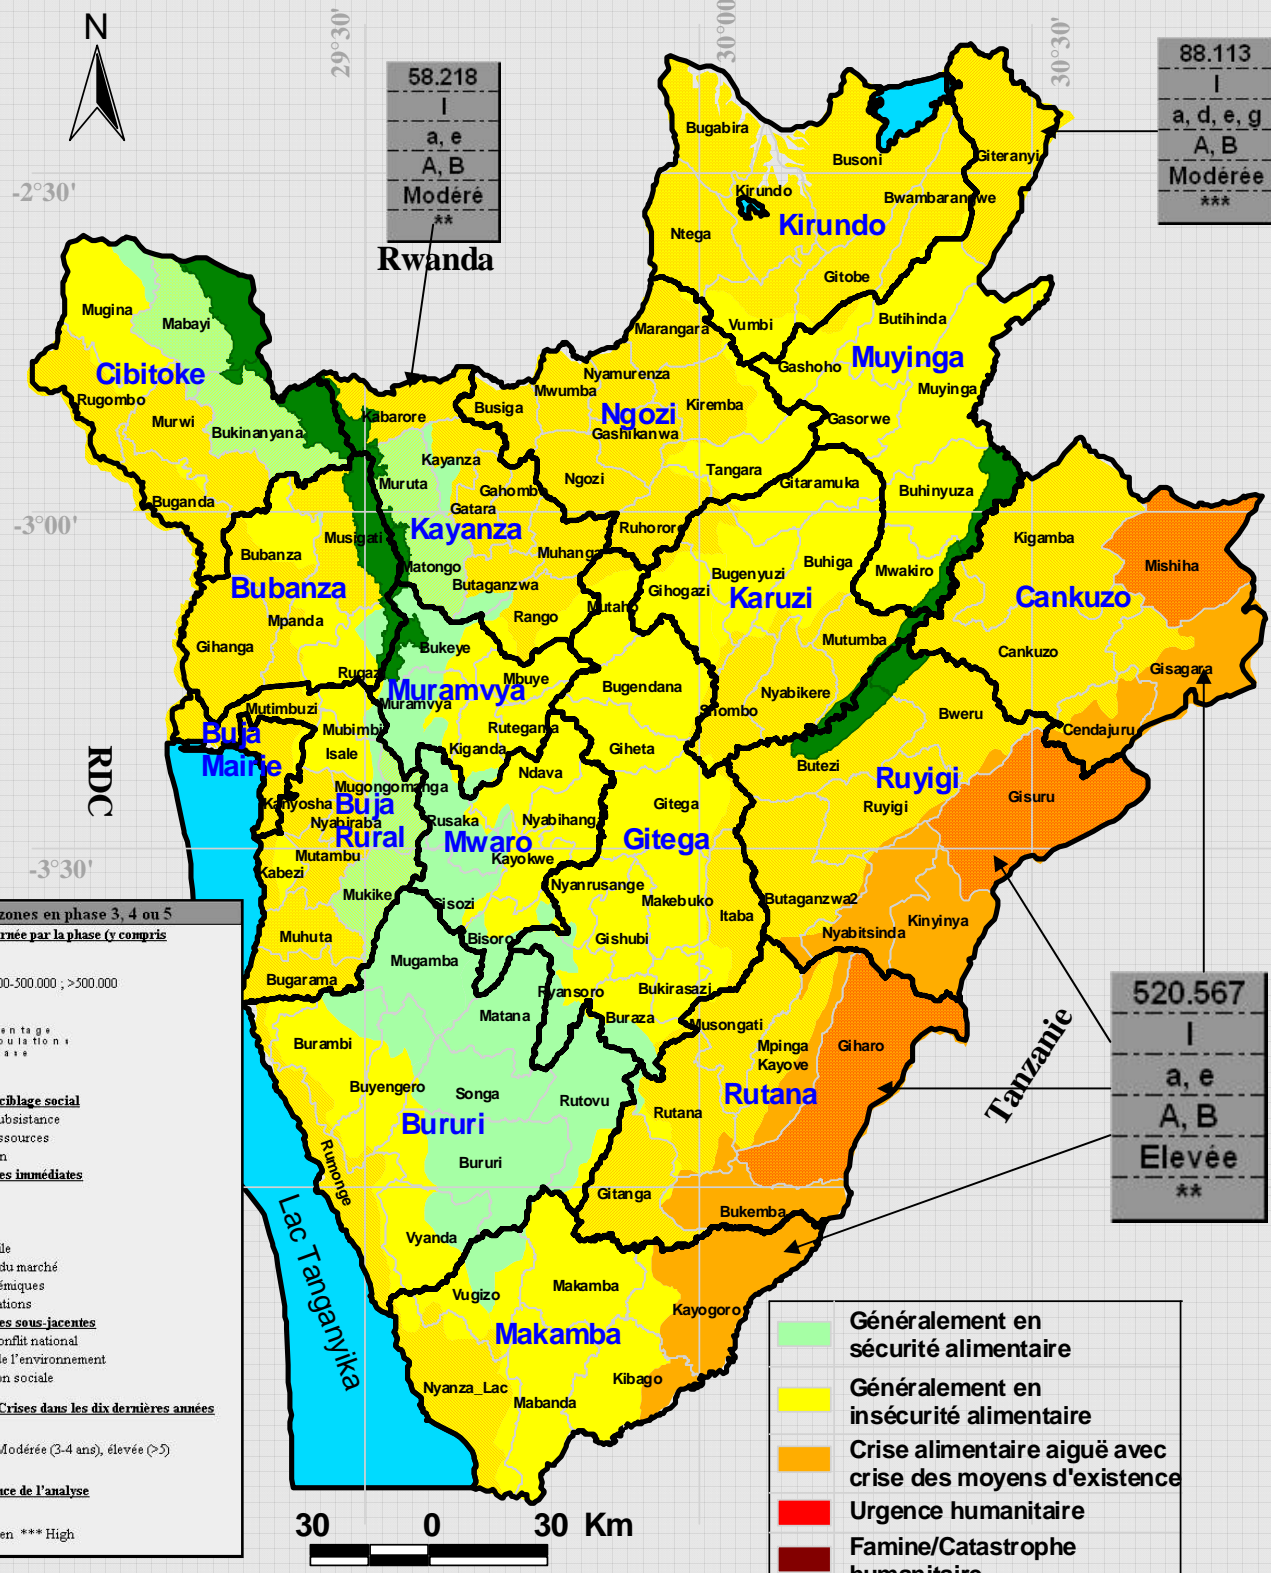 N
29°30'
30°00'
30°30'
-2°30'
-3°00'
-3°30'
58.218
I
a, e
A, B
Modéré
**
88.113
I
a, d, e, g
A, B
Modérée
***
Rwanda
RDC
Tanzanie
Lac Tanganyika
Kirundo
Bugabira
Busoni
Giteranyi
Kirundo
Bwambarangwe
Ntega
Gitobe
Vumbi
Muyinga
Butihinda
Gashoho
Muyinga
Gasorwe
Buhinyuza
Mwakiro
Cibitoke
Mugina
Mabayi
Rugombo
Murwi
Bukinanyana
Buganda
Ngozi
Marangara
Nyamurenza
Mwumba
Busiga
Kiremba
Gashikanwa
Tangara
Ngozi
Ruhororo
Kayanza
Kabarore
Kayanza
Muruta
Gahombo
Gatara
Muhanga
Matongo
Butaganzwa
Rango
Bubanza
Musigati
Bubanza
Mpanda
Gihanga
Rugazi
Karuzi
Gitaramuka
Buhiga
Bugenyuzi
Gihogazi
Mutumba
Nyabikere
Shombo
Cankuzo
Kigamba
Mishiha
Cankuzo
Gisagara
Cendajuru
Muramvya
Bukeye
Mbuye
Muramvya
Rutegama
Kiganda
Buja
Mairie
Buja
Rural
Mutimbuzi
Mubimbi
Isale
Mugongomanga
Kanyosha
Nyabiraba
Mutambu
Kabezi
Mukike
Muhuta
Bugarama
Mwaro
Ndava
Rusaka
Nyabihanga
Kayokwe
Gisozi
Bisoro
Gitega
Mutaho
Bugendana
Giheta
Gitega
Nyanrusange
Makebuko
Itaba
Gishubi
Bukirasazi
Ryansoro
Buraza
Ruyigi
Bweru
Butezi
Ruyigi
Gisuru
Butaganzwa2
Nyabitsinda
Kinyinya
Rutana
Musongati
Mpinga
Kayove
Giharo
Rutana
Gitanga
Bukemba
Bururi
Mugamba
Matana
Burambi
Buyengero
Songa
Rutovu
Bururi
Rumonge
Vyanda
Makamba
Vugizo
Makamba
Kayogoro
Kibago
Nyanza_Lac
Mabanda
520.567
I
a, e
A, B
Elevée
**
zones en phase 3, 4 ou 5
rnée par la phase (y compris
00-500.000 ; >500.000
entage
oulations
ase
ciblage social
ubsistance
ssources
n
es immédiates
ile
du marché
émiques
ations
es sous-jacentes
onflit national
de l'environnement
on sociale
Crises dans les dix dernières années
Modérée (3-4 ans), élevée (>5)
nce de l'analyse
en *** High
30 0 30 Km
Généralement en
sécurité alimentaire
Généralement en
insécurité alimentaire
Crise alimentaire aiguë avec
crise des moyens d'existence
Urgence humanitaire
Famine/Catastrophe
humanitaire